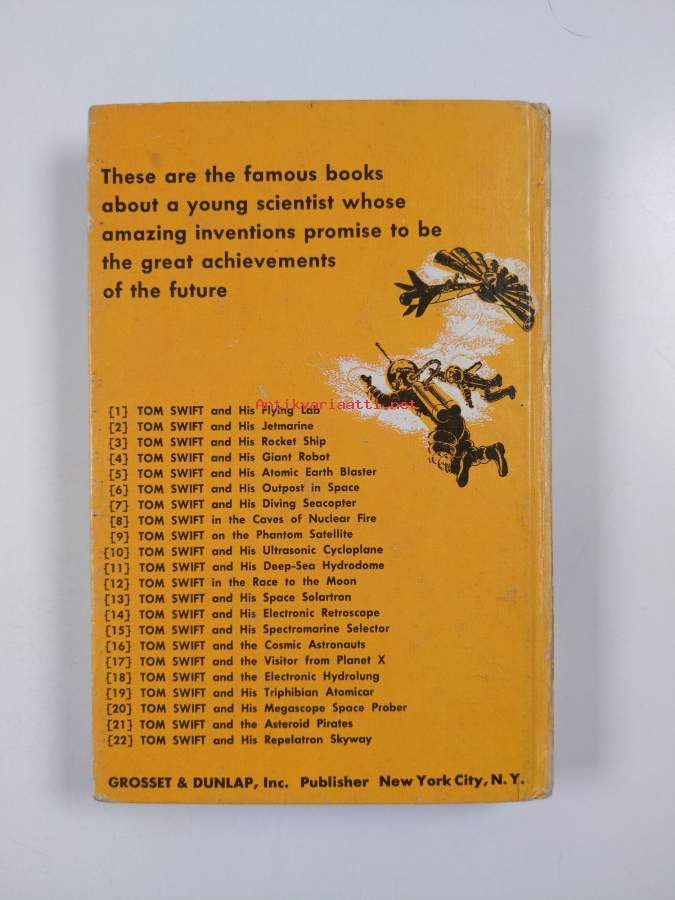 These are the famous books
about a young scientist whose
amazing inventions promise to be
the great achievements
of the future
Antikvariaatti.net
[1] TOM SWIFT and His Flying Lab
[2] TOM SWIFT and His Jetmarine
[3] TOM SWIFT and His Rocket Ship
[4] TOM SWIFT and His Giant Robot
[5] TOM SWIFT and His Atomic Earth Blaster
[6] TOM SWIFT and His Outpost in Space
[7] TOM SWIFT and His Diving Seacopter
[8] TOM SWIFT in the Caves of Nuclear Fire
[9] TOM SWIFT on the Phantom Satellite
[10] TOM SWIFT and His Ultrasonic Cycloplane
[11] TOM SWIFT and His Deep-Sea Hydrodome
[12] TOM SWIFT in the Race to the Moon
[13] TOM SWIFT and His Space Solartron
[14] TOM SWIFT and His Electronic Retroscope
[15] TOM SWIFT and His Spectromarine Selector
[16] TOM SWIFT and the Cosmic Astronauts
[17] TOM SWIFT and the Visitor from Planet X
[18] TOM SWIFT and the Electronic Hydrolung
[19] TOM SWIFT and His Triphibian Atomicar
[20] TOM SWIFT and His Megascope Space Prober
[21] TOM SWIFT and the Asteroid Pirates
[22] TOM SWIFT and His Repelatron Skyway
GROSSET & DUNLAP, Inc. Publisher New York City, N. Y.